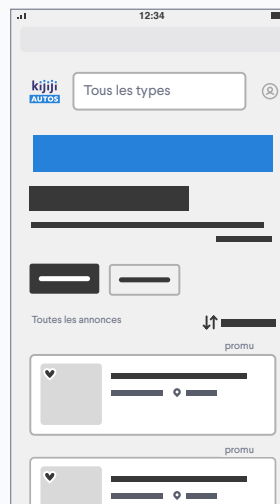 12:34
kijiji
AUTOS
Tous les types
Toutes les annonces
promu
promu